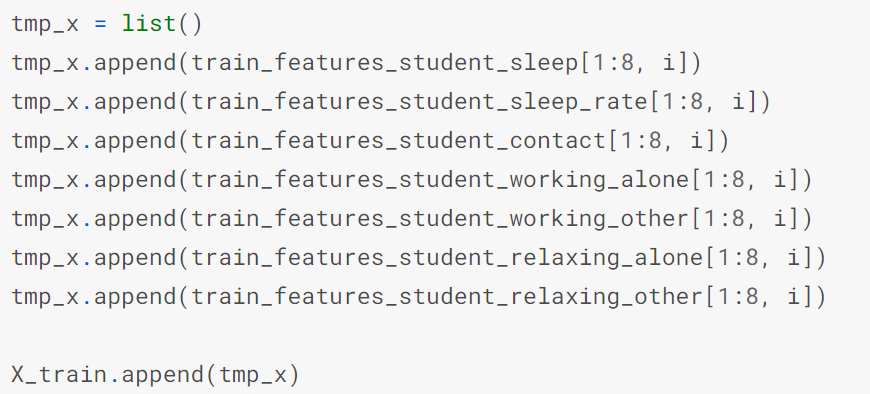 tmp_x = list()
tmp_x.append(train_features_student_sleep[1:8, i])
tmp_x.append(train_features_student_sleep_rate[1:8, i])
tmp_x.append(train_features_student_contact[1:8, i])
tmp_x.append(train_features_student_working_alone[1:8, i])
tmp_x.append(train_features_student_working_other[1:8, i])
tmp_x.append(train_features_student_relaxing_alone[1:8, i])
tmp_x.append(train_features_student_relaxing_other[1:8, i])
X_train.append(tmp_x)